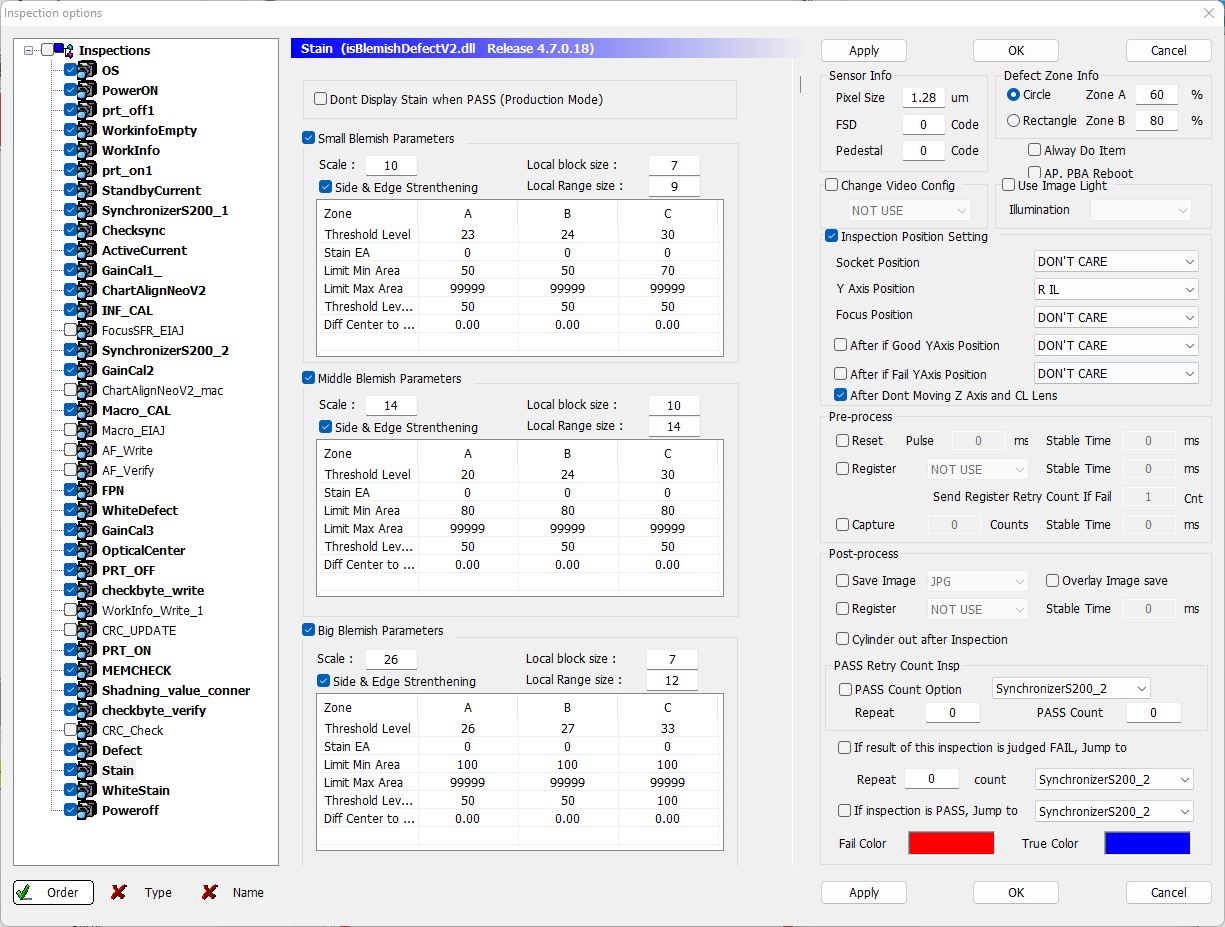 Inspection options
Inspections
OS
PowerON
prt_off1
WorkinfoEmpty
WorkInfo
prt_on1
StandbyCurrent
SynchronizerS200_1
Checksync
ActiveCurrent
GainCal1_
ChartAlignNeoV2
INF_CAL
FocusSFR_EIAJ
SynchronizerS200_2
GainCal2
ChartAlignNeoV2_mac
Macro_CAL
Macro_EIAJ
AF_Write
AF_Verify
FPN
WhiteDefect
GainCal3
OpticalCenter
PRT_OFF
checkbyte_write
WorkInfo_Write_1
CRC_UPDATE
PRT_ON
MEMCHECK
Shadning_value_conner
checkbyte_verify
CRC_Check
Defect
Stain
WhiteStain
Poweroff
Order Type Name
Stain (isBlemishDefectV2.dll Release 4.7.0.18)
Dont Display Stain when PASS (Production Mode)
Small Blemish Parameters
Scale : 10 Local block size : 7
Side & Edge Strenthening Local Range size : 9
Zone A B C
Threshold Level 23 24 30
Stain EA 0 0 0
Limit Min Area 50 50 70
Limit Max Area 99999 99999 99999
Threshold Lev... 50 50 50
Diff Center to ... 0.00 0.00 0.00
Middle Blemish Parameters
Scale : 14 Local block size : 10
Side & Edge Strenthening Local Range size : 14
Zone A B C
Threshold Level 20 24 30
Stain EA 0 0 0
Limit Min Area 80 80 80
Limit Max Area 99999 99999 99999
Threshold Lev... 50 50 50
Diff Center to ... 0.00 0.00 0.00
Big Blemish Parameters
Scale : 26 Local block size : 7
Side & Edge Strenthening Local Range size : 12
Zone A B C
Threshold Level 26 27 33
Stain EA 0 0 0
Limit Min Area 100 100 100
Limit Max Area 99999 99999 99999
Threshold Lev... 50 50 100
Diff Center to ... 0.00 0.00 0.00
Apply OK Cancel
Sensor Info
Pixel Size 1.28 um
FSD 0 Code
Pedestal 0 Code
Defect Zone Info
Circle Zone A 60 %
Rectangle Zone B 80 %
Alway Do Item
AP. PBA Reboot
Change Video Config
NOT USE
Use Image Light
Illumination
Inspection Position Setting
Socket Position DON'T CARE
Y Axis Position R IL
Focus Position DON'T CARE
After if Good YAxis Position DON'T CARE
After if Fail YAxis Position DON'T CARE
After Dont Moving Z Axis and CL Lens
Pre-process
Reset Pulse 0 ms Stable Time 0 ms
Register NOT USE Stable Time 0 ms
Send Register Retry Count If Fail 1 Cnt
Capture 0 Counts Stable Time 0 ms
Post-process
Save Image JPG Overlay Image save
Register NOT USE Stable Time 0 ms
Cylinder out after Inspection
PASS Retry Count Insp
PASS Count Option SynchronizerS200_2
Repeat 0 PASS Count 0
If result of this inspection is judged FAIL, Jump to
Repeat 0 count SynchronizerS200_2
If inspection is PASS, Jump to SynchronizerS200_2
Fail Color True Color
Apply OK Cancel